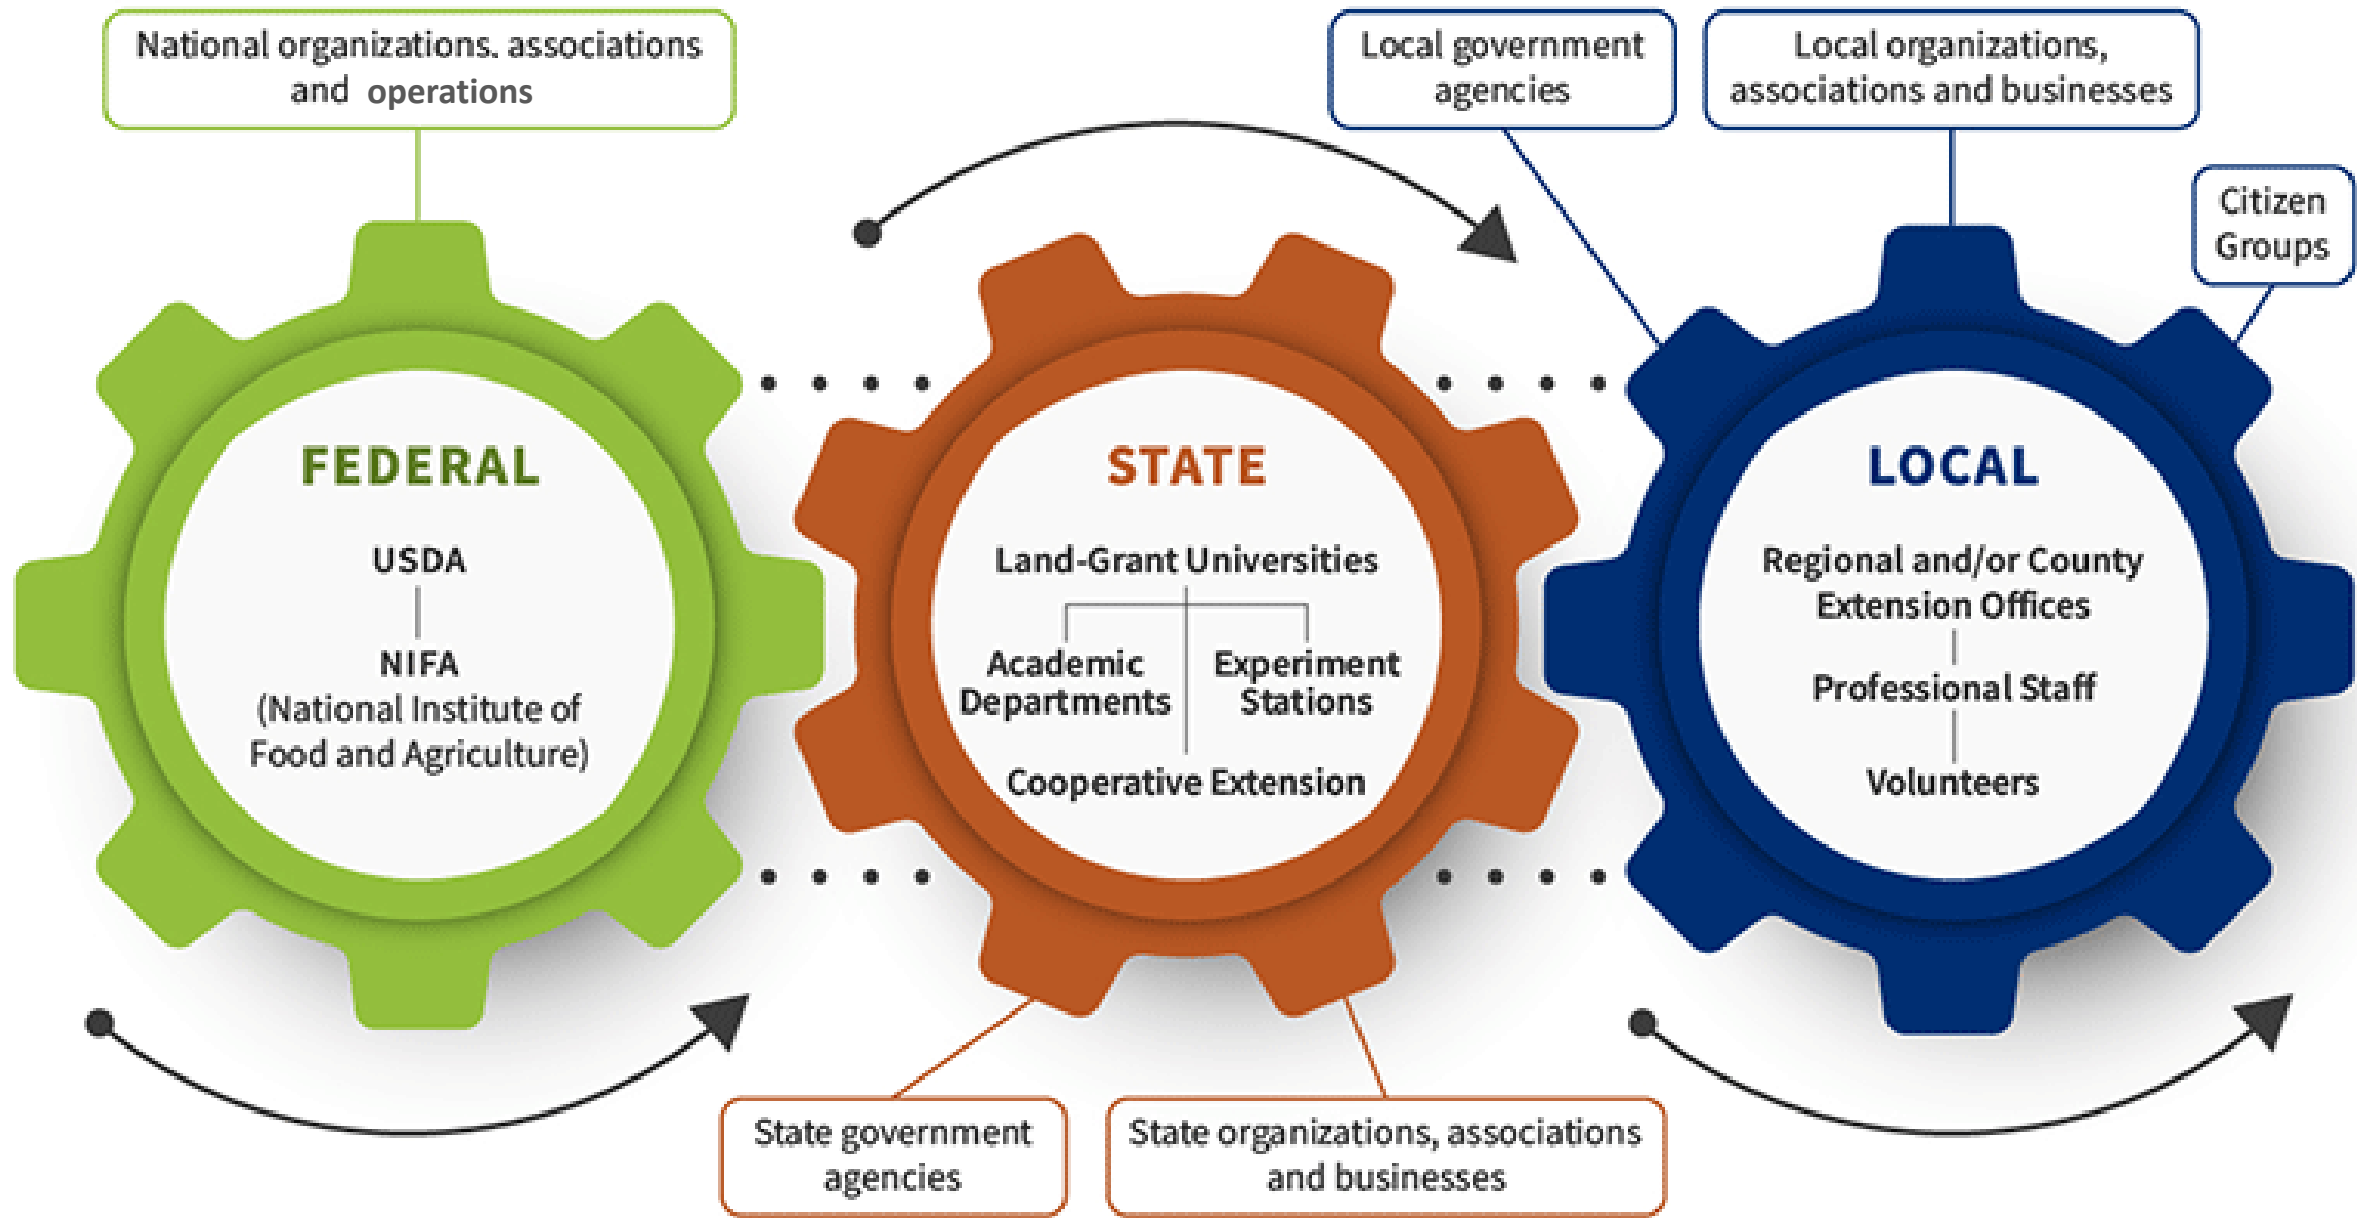 National organizations. associations
and operations
Local government
agencies
Local organizations,
associations and businesses
Citizen
Groups
FEDERAL
USDA
NIFA
(National Institute of
Food and Agriculture)
STATE
Land-Grant Universities
Academic
Departments
Experiment
Stations
Cooperative Extension
LOCAL
Regional and/or County
Extension Offices
Professional Staff
Volunteers
State government
agencies
State organizations, associations
and businesses